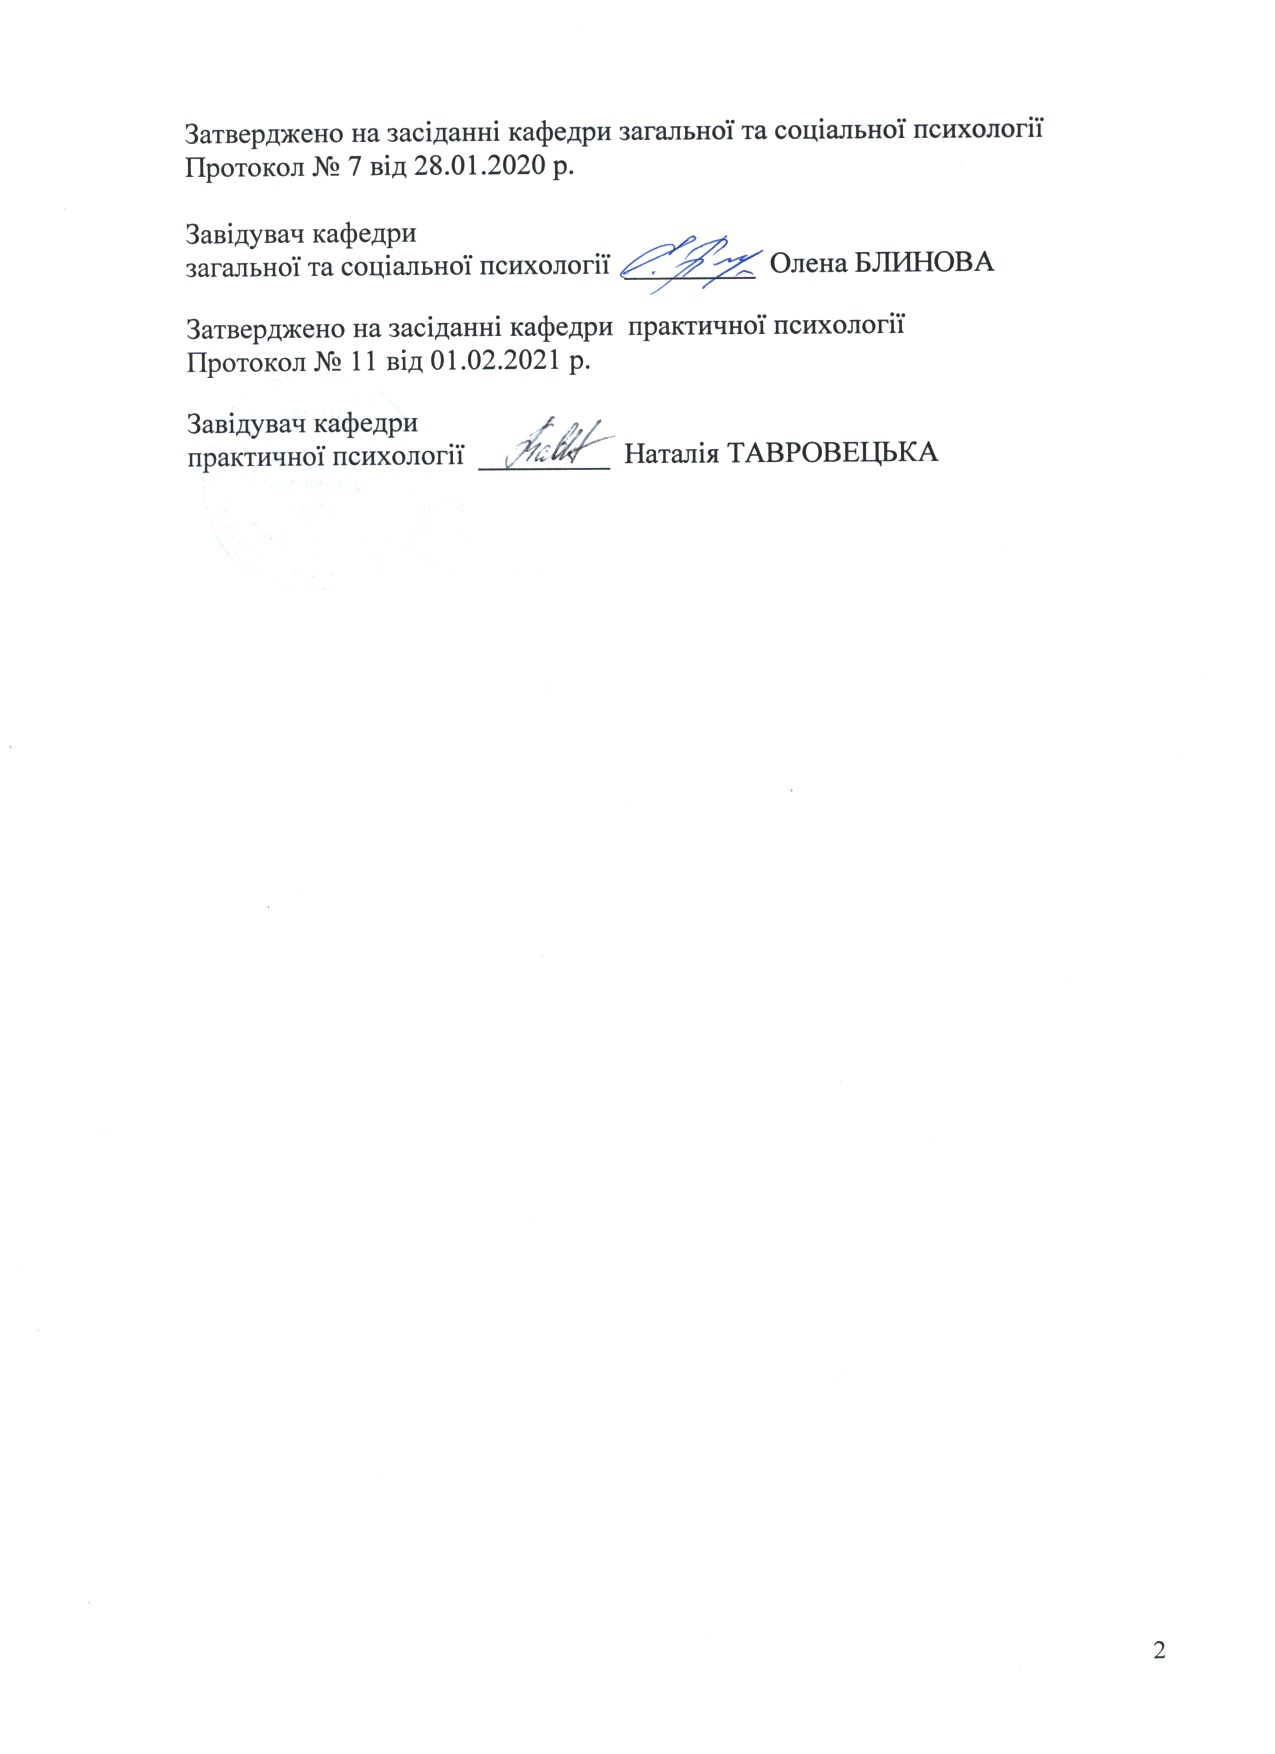 Затверджено на засіданні кафедри загальної та соціальної психології
Протокол № 7 від 28.01.2020 р.
Завідувач кафедри
загальної та соціальної психології __________ Олена БЛИНОВА
Затверджено на засіданні кафедри практичної психології
Протокол № 11 від 01.02.2021 р.
Завідувач кафедри
практичної психології __________ Наталія ТАВРОВЕЦЬКА
2